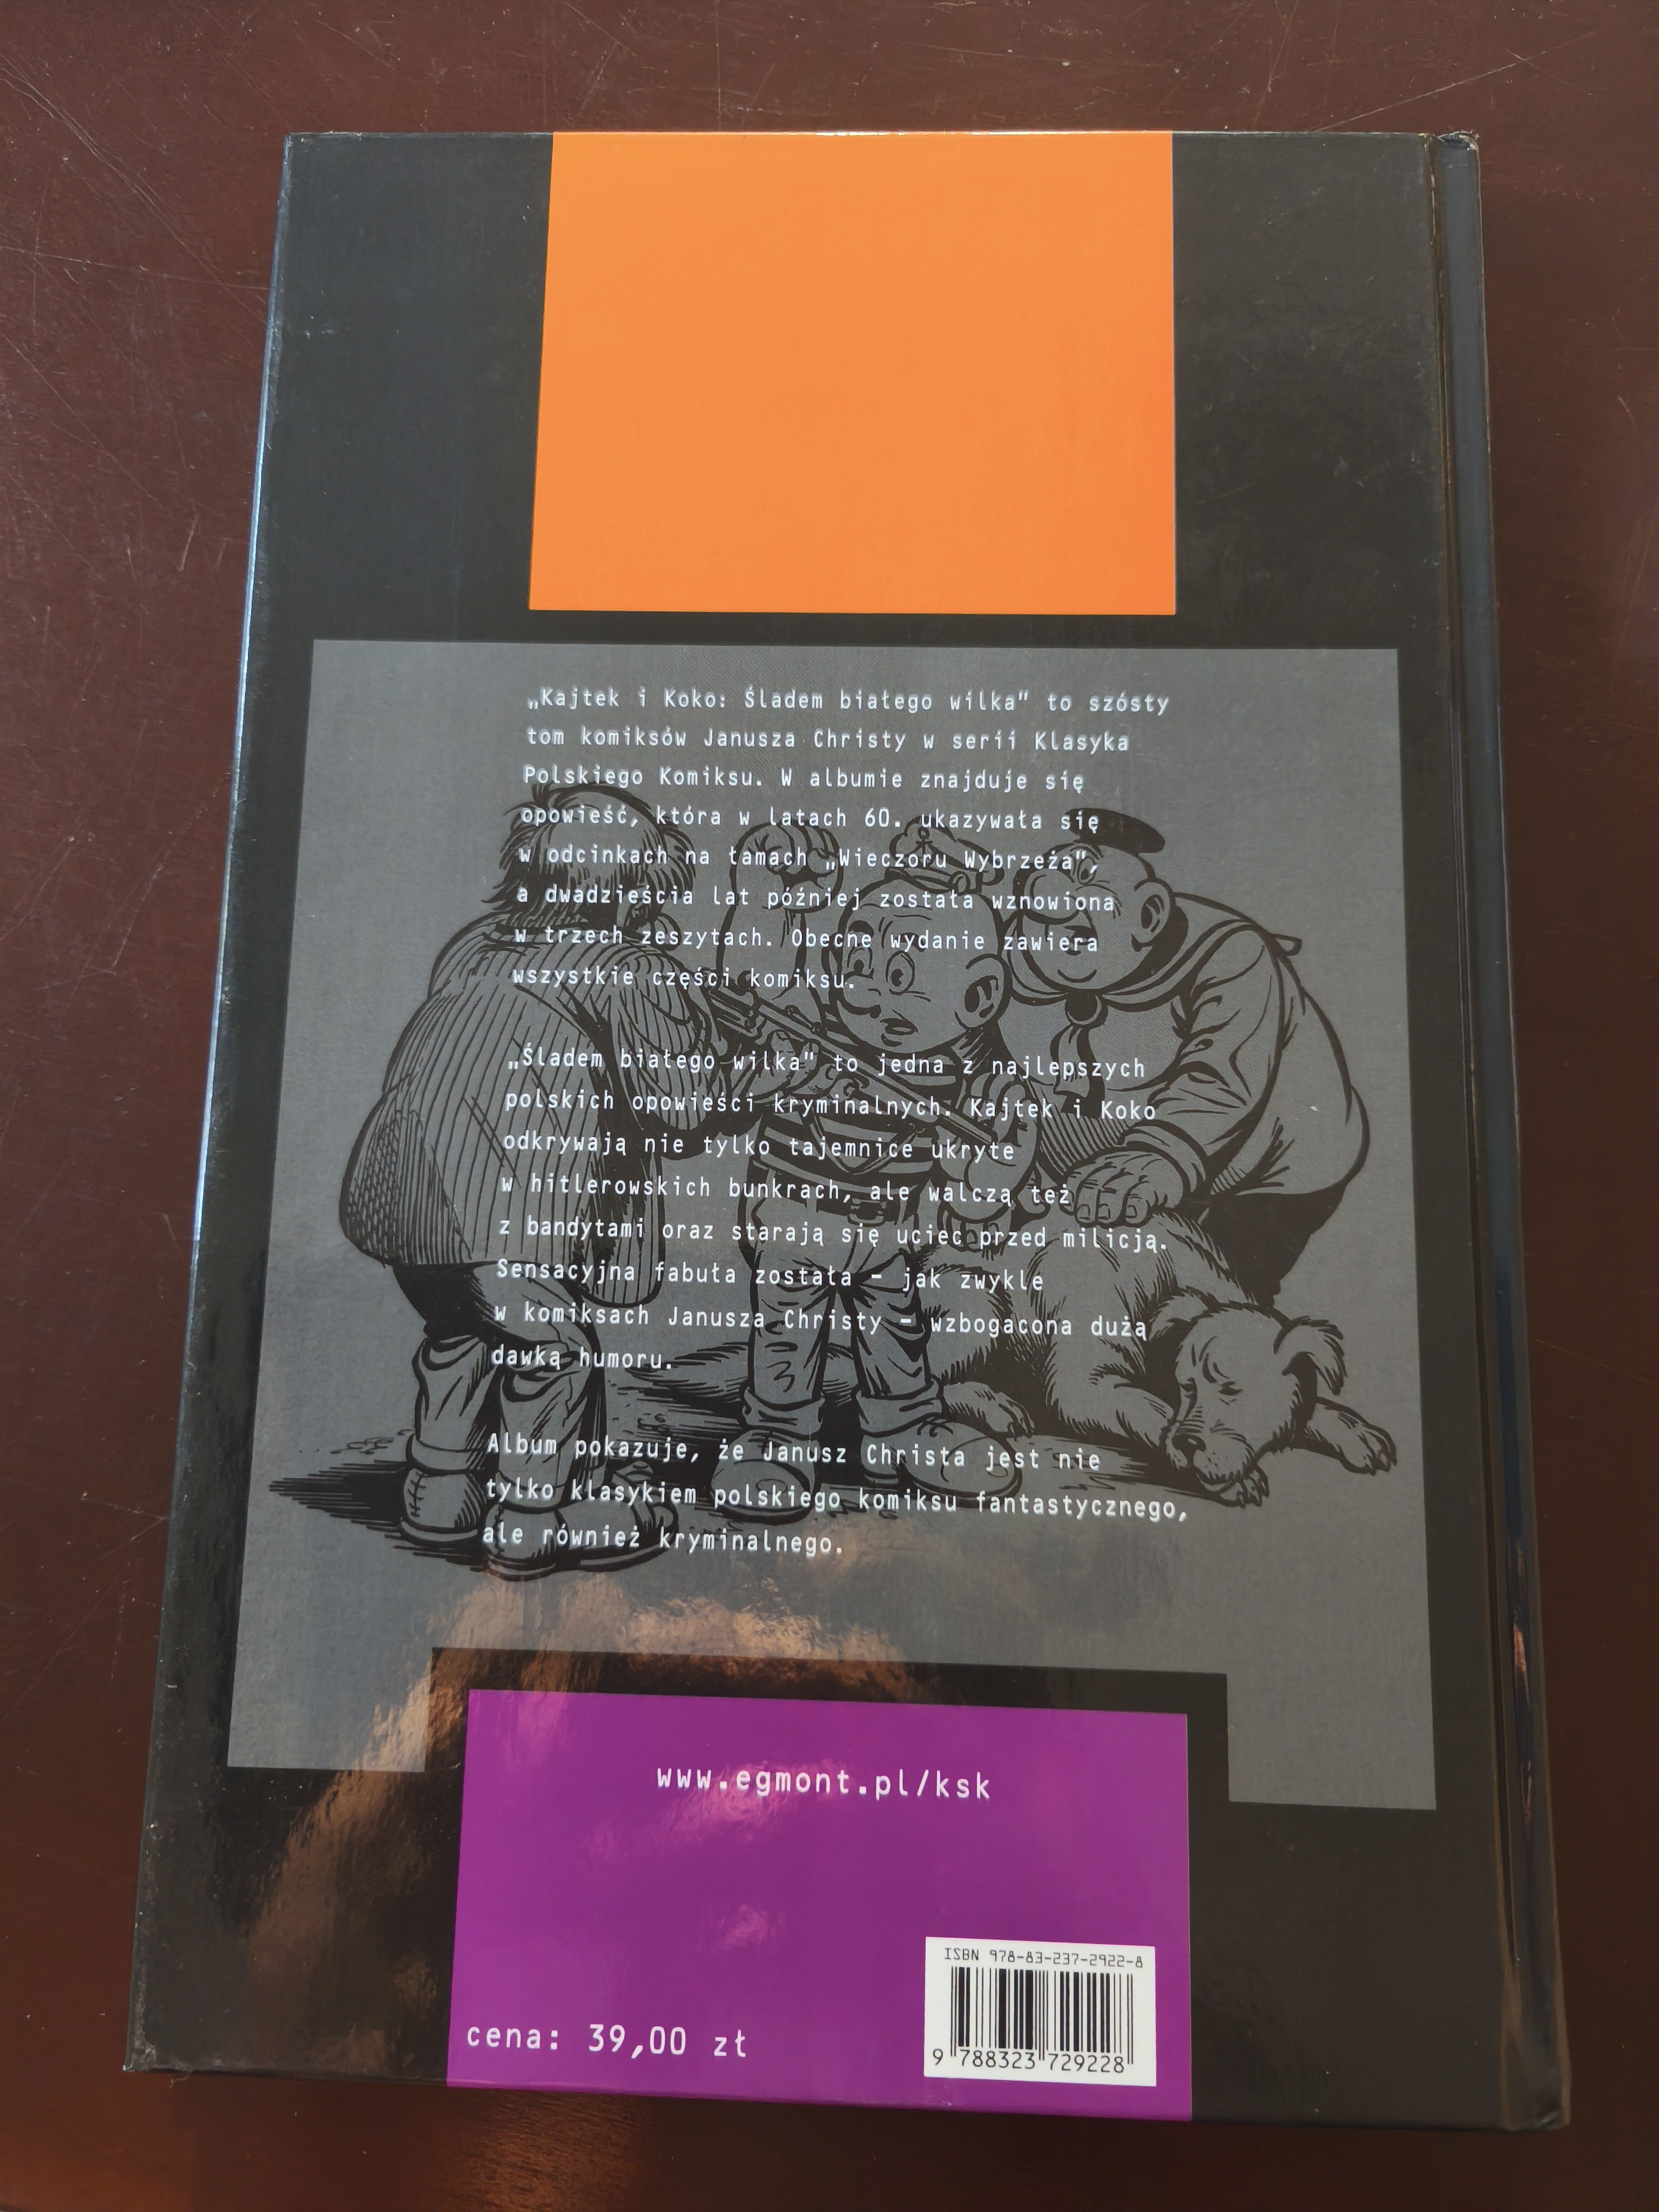 „Kajtek i Koko: Śladem białego wilka" to szósty
tom komiksów Janusza Christy w serii Klasyka
Polskiego Komiksu. W albumie znajduje się
opowieść, która w latach 60. ukazywała się
w odcinkach na łamach „Wieczoru Wybrzeża",
a dwadzieścia lat później została wznowiona
w trzech zeszytach. Obecne wydanie zawiera
wszystkie części komiksu.
„Śladem białego wilka" to jedna z najlepszych
polskich opowieści kryminalnych. Kajtek i Koko
odkrywają nie tylko tajemnice ukryte
w hitlerowskich bunkrach, ale walczą też
z bandytami oraz starają się uciec przed milicją.
Sensacyjna fabuła została – jak zwykle
w komiksach Janusza Christy – wzbogacona dużą
dawką humoru.
Album pokazuje, że Janusz Christa jest nie
tylko klasykiem polskiego komiksu fantastycznego,
ale również kryminalnego.
www.egmont.pl/ksk
cena: 39,00 zł
ISBN 978-83-237-2922-8
9 788323 729228